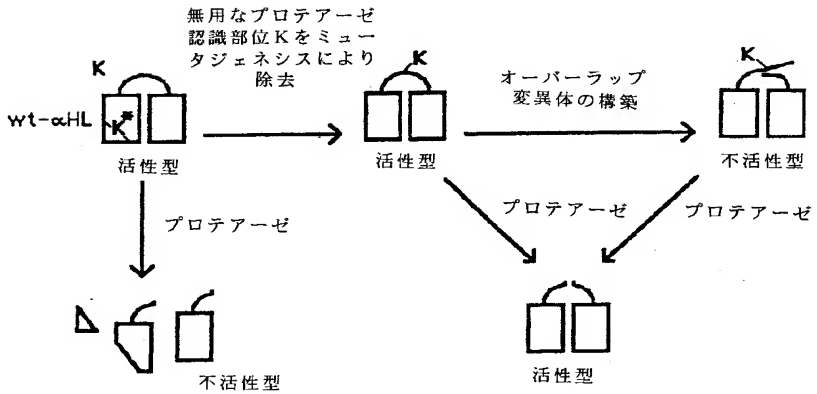 無用なプロテアーゼ
認識部位Kをミュー
タジェネシスにより
除去
K
wt-αHL
K*
活性型
K
活性型
オーバーラップ
変異体の構築
K
不活性型
プロテアーゼ
プロテアーゼ
プロテアーゼ
不活性型
活性型